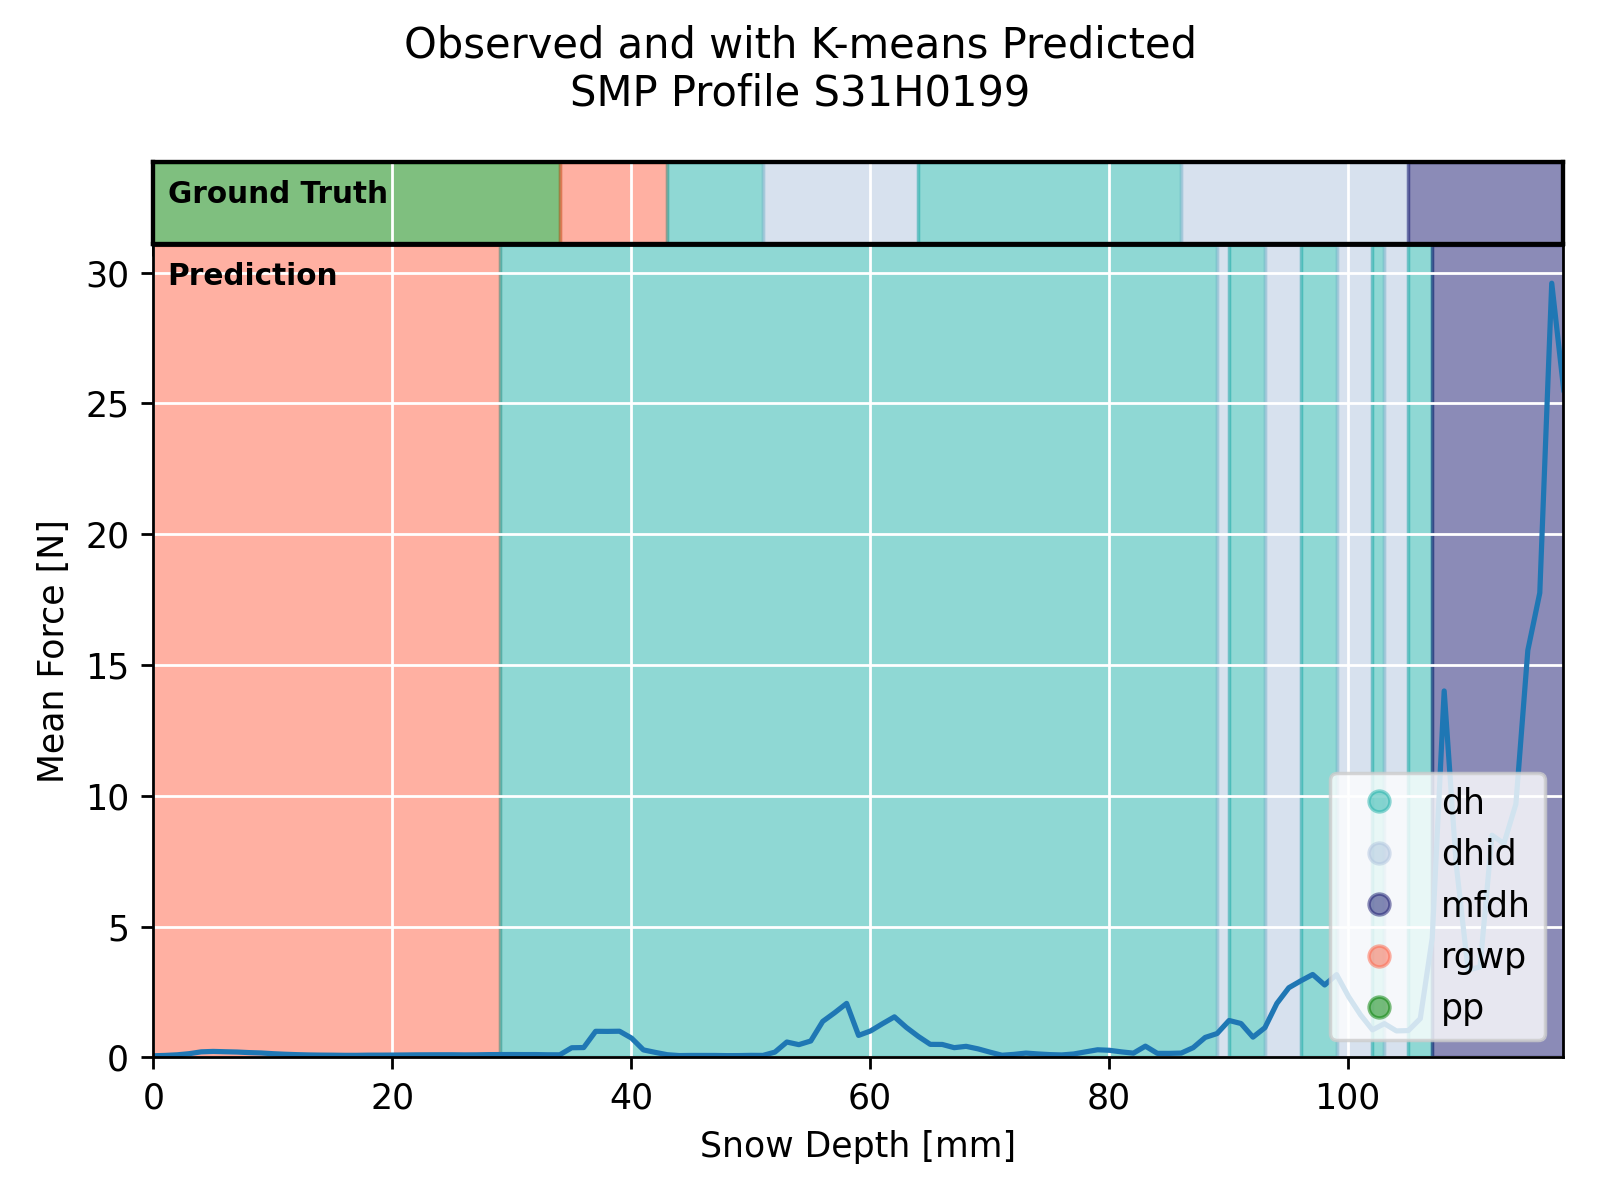 Observed and with K-means Predicted
SMP Profile S31H0199
Ground Truth
Prediction
30
25
20
15
10
5
0
Mean Force [N]
dh
dhid
mfdh
rgwp
pp
0 20 40 60 80 100
Snow Depth [mm]